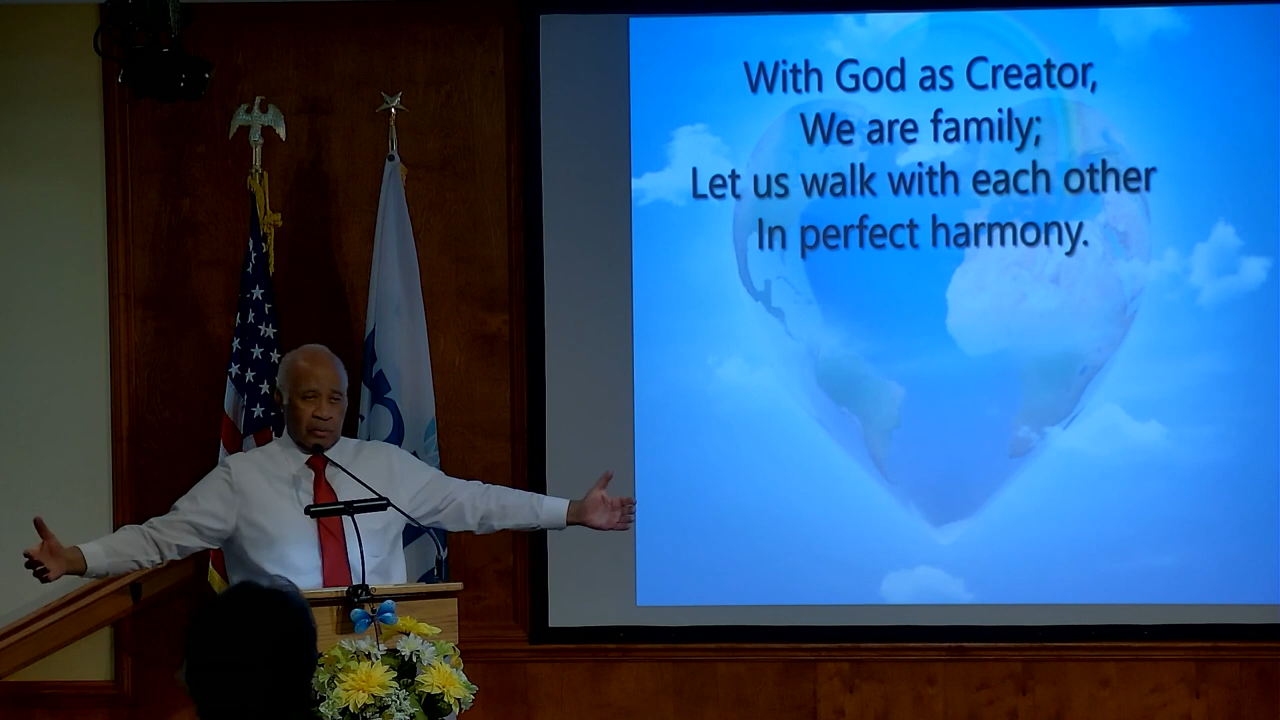 With God as Creator,
We are family;
Let us walk with each other
In perfect harmony.